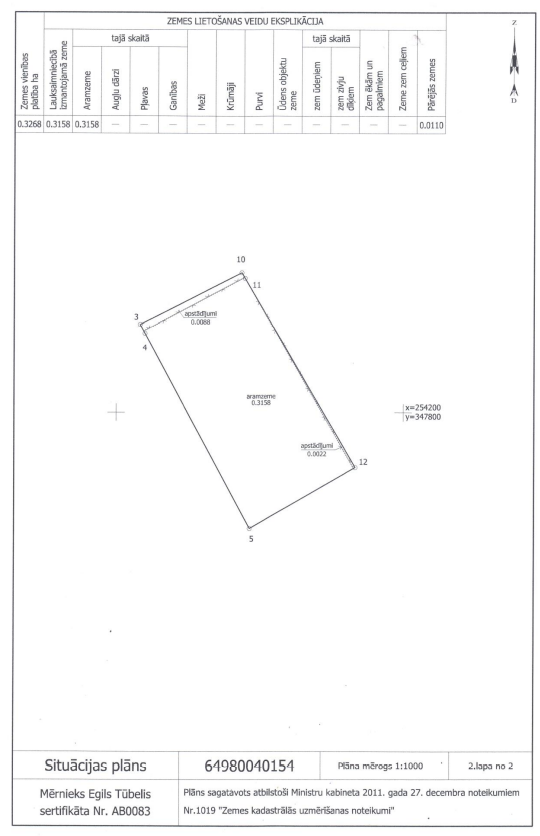 ZEMES LIETOŠANAS VEIDU EKSPLIKĀCIJA
Zemes vienības
platība ha
Lauksaimniecībā
izmantojamā zeme
tajā skaitā
Aramzeme
Augļu dārzi
Pļavas
Ganības
Meži
Krūmāji
Purvi
Ūdens objektu
zeme
tajā skaitā
zem ūdeņiem
zem zivju
dīķiem
Zem ēkām un
pagalmiem
Zeme zem ceļiem
Pārējās zemes
0.3268 0.3158 0.3158 — — — — — — — — — — — 0.0110
Z
D
10
11
3
4
apstādījumi
0.0088
aramzeme
0.3158
x=254200
y=347800
apstādījumi
0.0022
12
5
Situācijas plāns
64980040154
Plāna mērogs 1:1000
2.lapa no 2
Mērnieks Egils Tūbelis
sertifikāta Nr. AB0083
Plāns sagatavots atbilstoši Ministru kabineta 2011. gada 27. decembra noteikumiem
Nr.1019 "Zemes kadastrālās uzmērīšanas noteikumi"